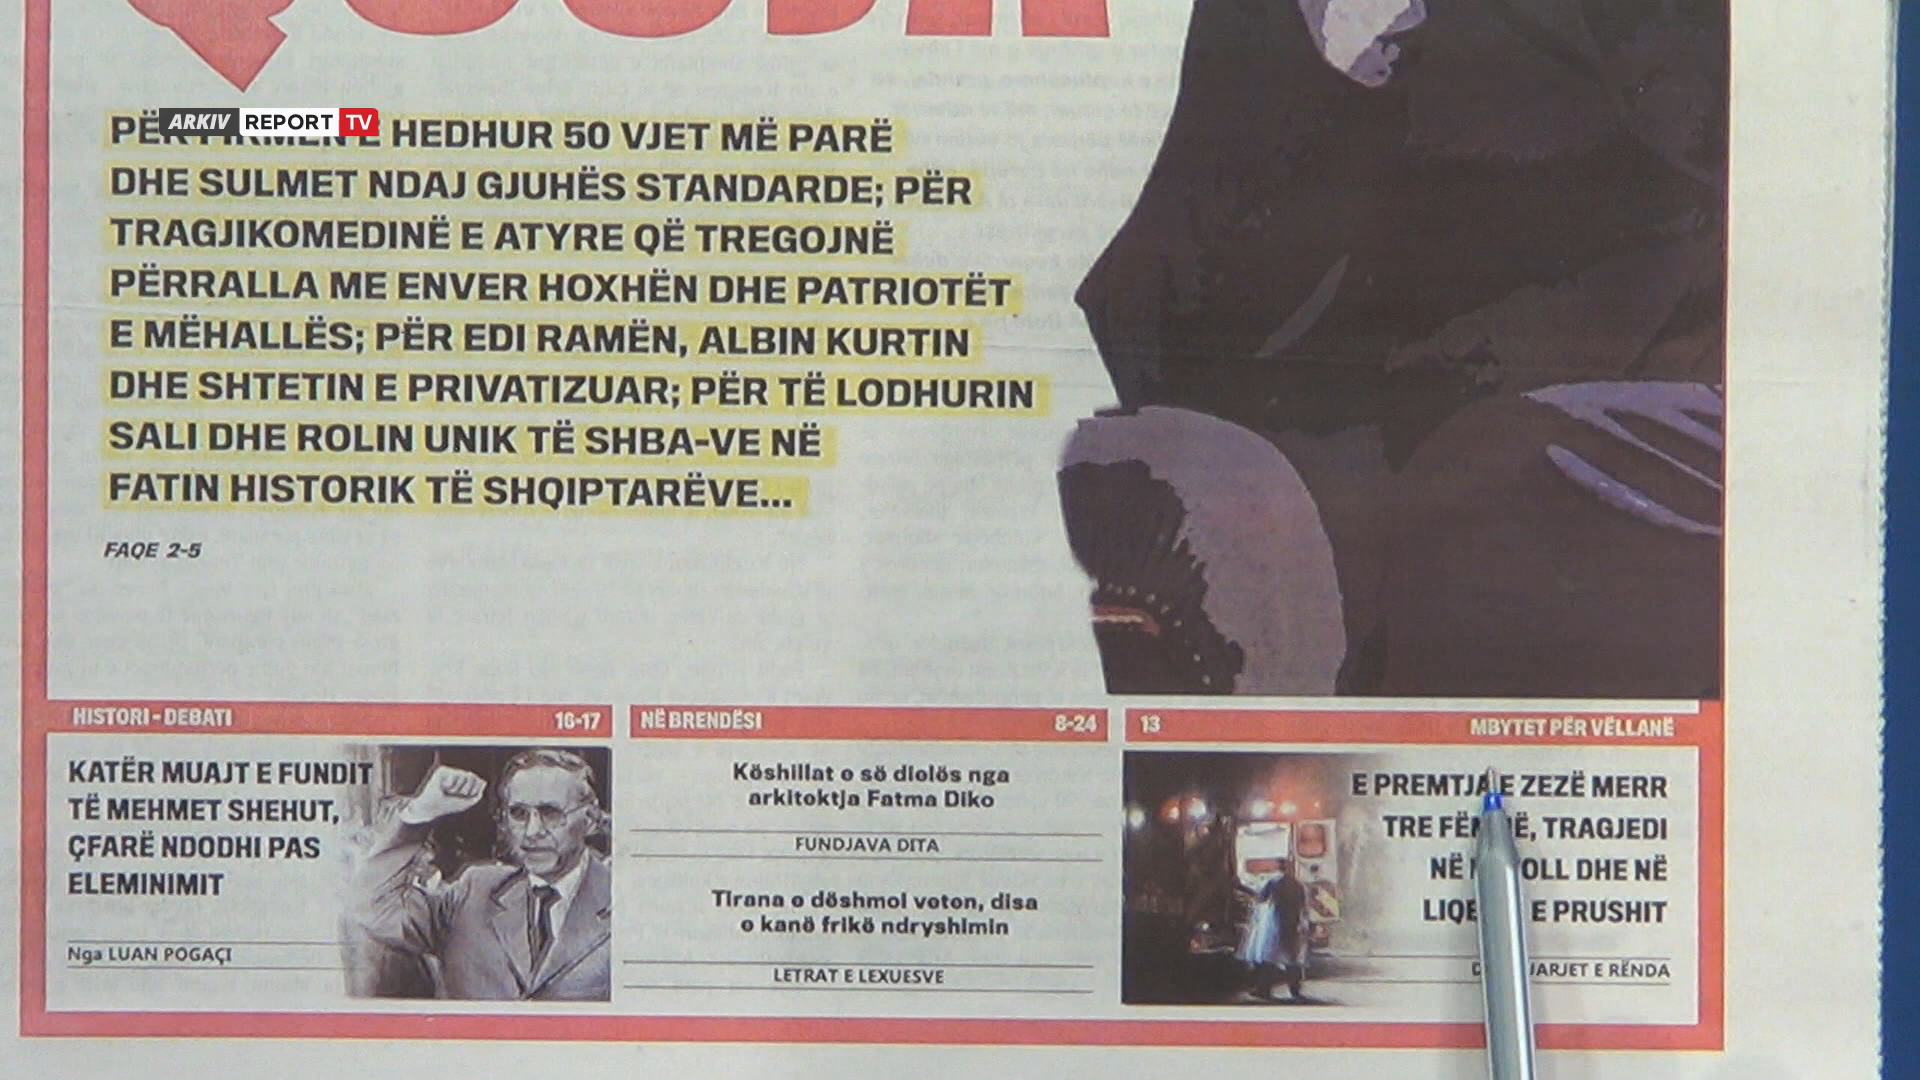 ARKIV REPORT TV
HEDHUR 50 VJET MË PARË
DHE SULMET NDAJ GJUHËS STANDARDE; PËR
TRAGJIKOMEDINË E ATYRE QË TREGOJNË
PËRRALLA ME ENVER HOXHËN DHE PATRIOTËT
E MËHALLËS; PËR EDI RAMËN, ALBIN KURTIN
DHE SHTETIN E PRIVATIZUAR; PËR TË LODHURIN
SALI DHE ROLIN UNIK TË SHBA-VE NË
FATIN HISTORIK TË SHQIPTARËVE...
FAQE 2-5
HISTORI - DEBATI 16-17
KATËR MUAJT E FUNDIT
TË MEHMET SHEHUT,
ÇFARË NDODHI PAS
ELEMINIMIT
Nga LUAN POGAÇI
NË BRENDËSI 8-24
Këshillat e së dielës nga
arkitektja Fatma Diko
FUNDJAVA DITA
Tirana e dëshmoi veten, disa
e kanë frikë ndryshimin
LETRAT E LEXUESVE
13 MBYTET PËR VËLLANË
E PREMTJA E ZEZË MERR
TRE FËMIJË, TRAGJEDI
NË DHE NË
E PRUSHIT
E RËNDA